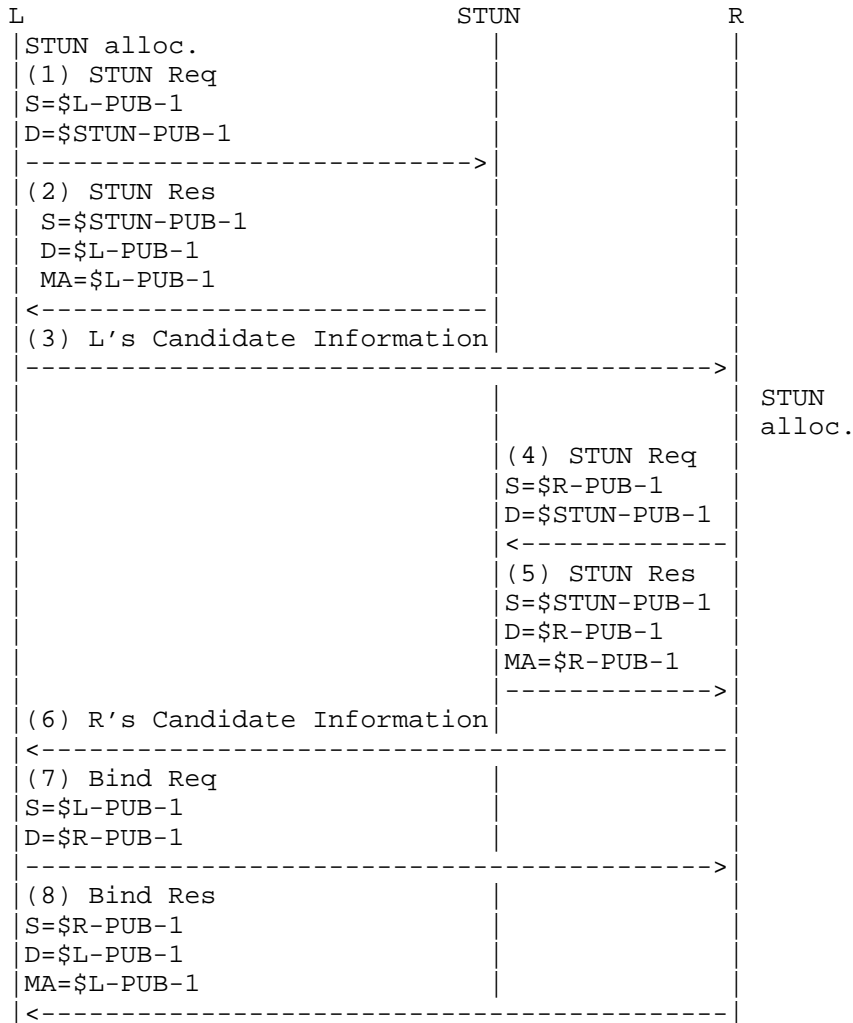 L                          STUN             R
|STUN alloc.                 |              |
|(1) STUN Req                |              |
|S=$L-PUB-1                  |              |
|D=$STUN-PUB-1               |              |
|--------------------------->|              |
|(2) STUN Res                |              |
| S=$STUN-PUB-1              |              |
| D=$L-PUB-1                 |              |
| MA=$L-PUB-1                |              |
|<---------------------------|              |
|(3) L's Candidate Information|              |
|------------------------------------------>|
|                            |              | STUN
|                            |              | alloc.
|                            |(4) STUN Req  |
|                            |S=$R-PUB-1    |
|                            |D=$STUN-PUB-1 |
|                            |<-------------|
|                            |(5) STUN Res  |
|                            |S=$STUN-PUB-1 |
|                            |D=$R-PUB-1    |
|                            |MA=$R-PUB-1   |
|                            |------------->|
|(6) R's Candidate Information|              |
|<------------------------------------------|
|(7) Bind Req                |              |
|S=$L-PUB-1                  |              |
|D=$R-PUB-1                  |              |
|------------------------------------------>|
|(8) Bind Res                |              |
|S=$R-PUB-1                  |              |
|D=$L-PUB-1                  |              |
|MA=$L-PUB-1                 |              |
|<------------------------------------------|